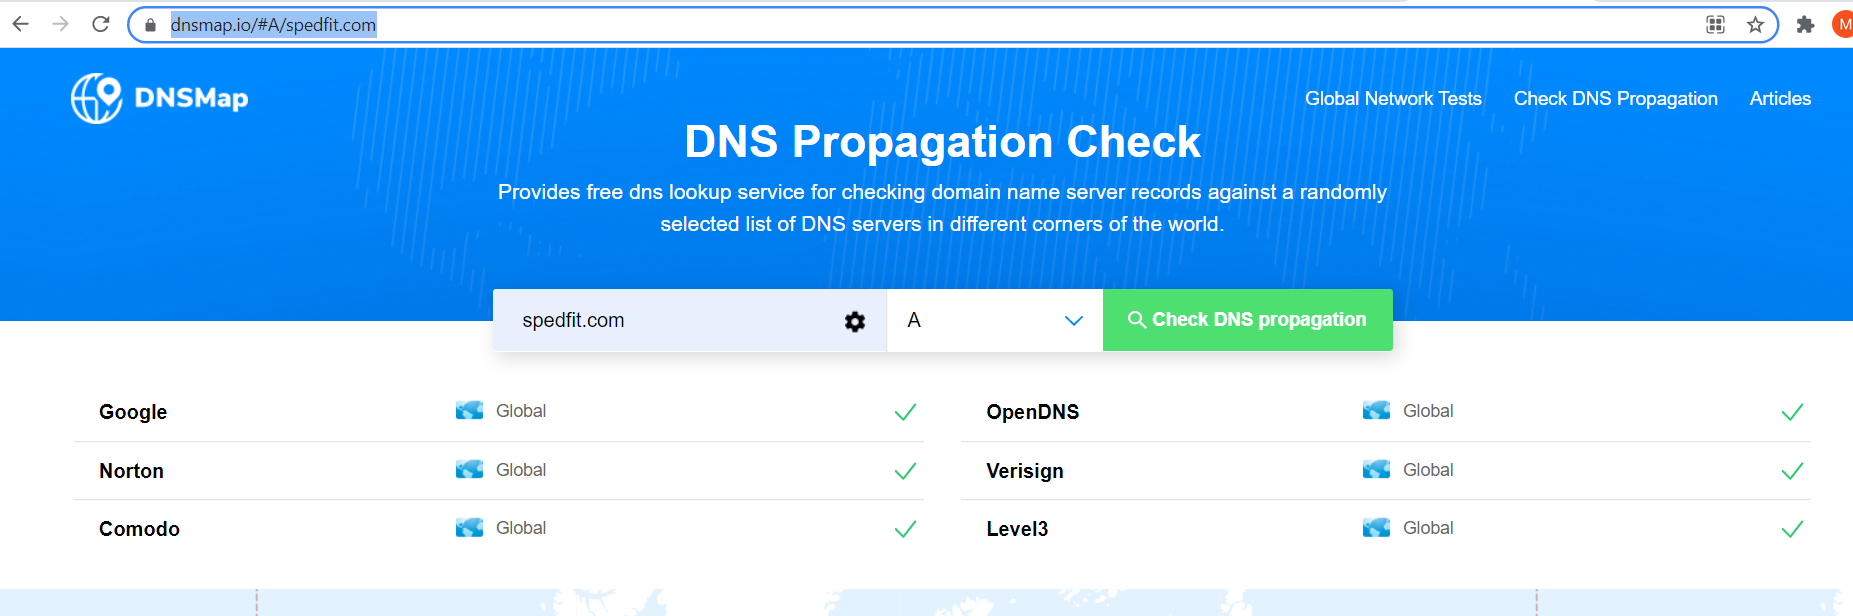 dnsmap.io/#A/spedfit.com
M
DNSMap
Global Network Tests
Check DNS Propagation
Articles
DNS Propagation Check
Provides free dns lookup service for checking domain name server records against a randomly
selected list of DNS servers in different corners of the world.
spedfit.com
A
Check DNS propagation
Google
Global
OpenDNS
Global
Norton
Global
Verisign
Global
Comodo
Global
Level3
Global